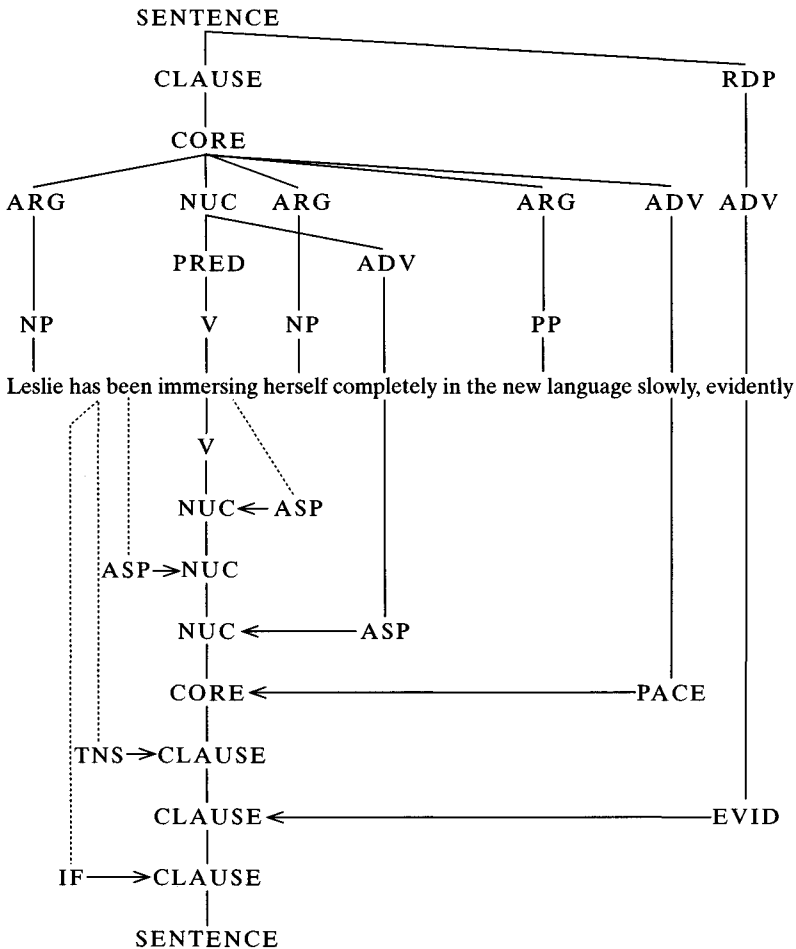 SENTENCE
CLAUSE RDP
CORE
ARG NUC ARG ARG ADV ADV
PRED ADV
NP V NP PP
Leslie has been immersing herself completely in the new language slowly, evidently
V
NUC ASP
ASP NUC
NUC ASP
CORE PACE
TNS CLAUSE
CLAUSE EVID
IF CLAUSE
SENTENCE